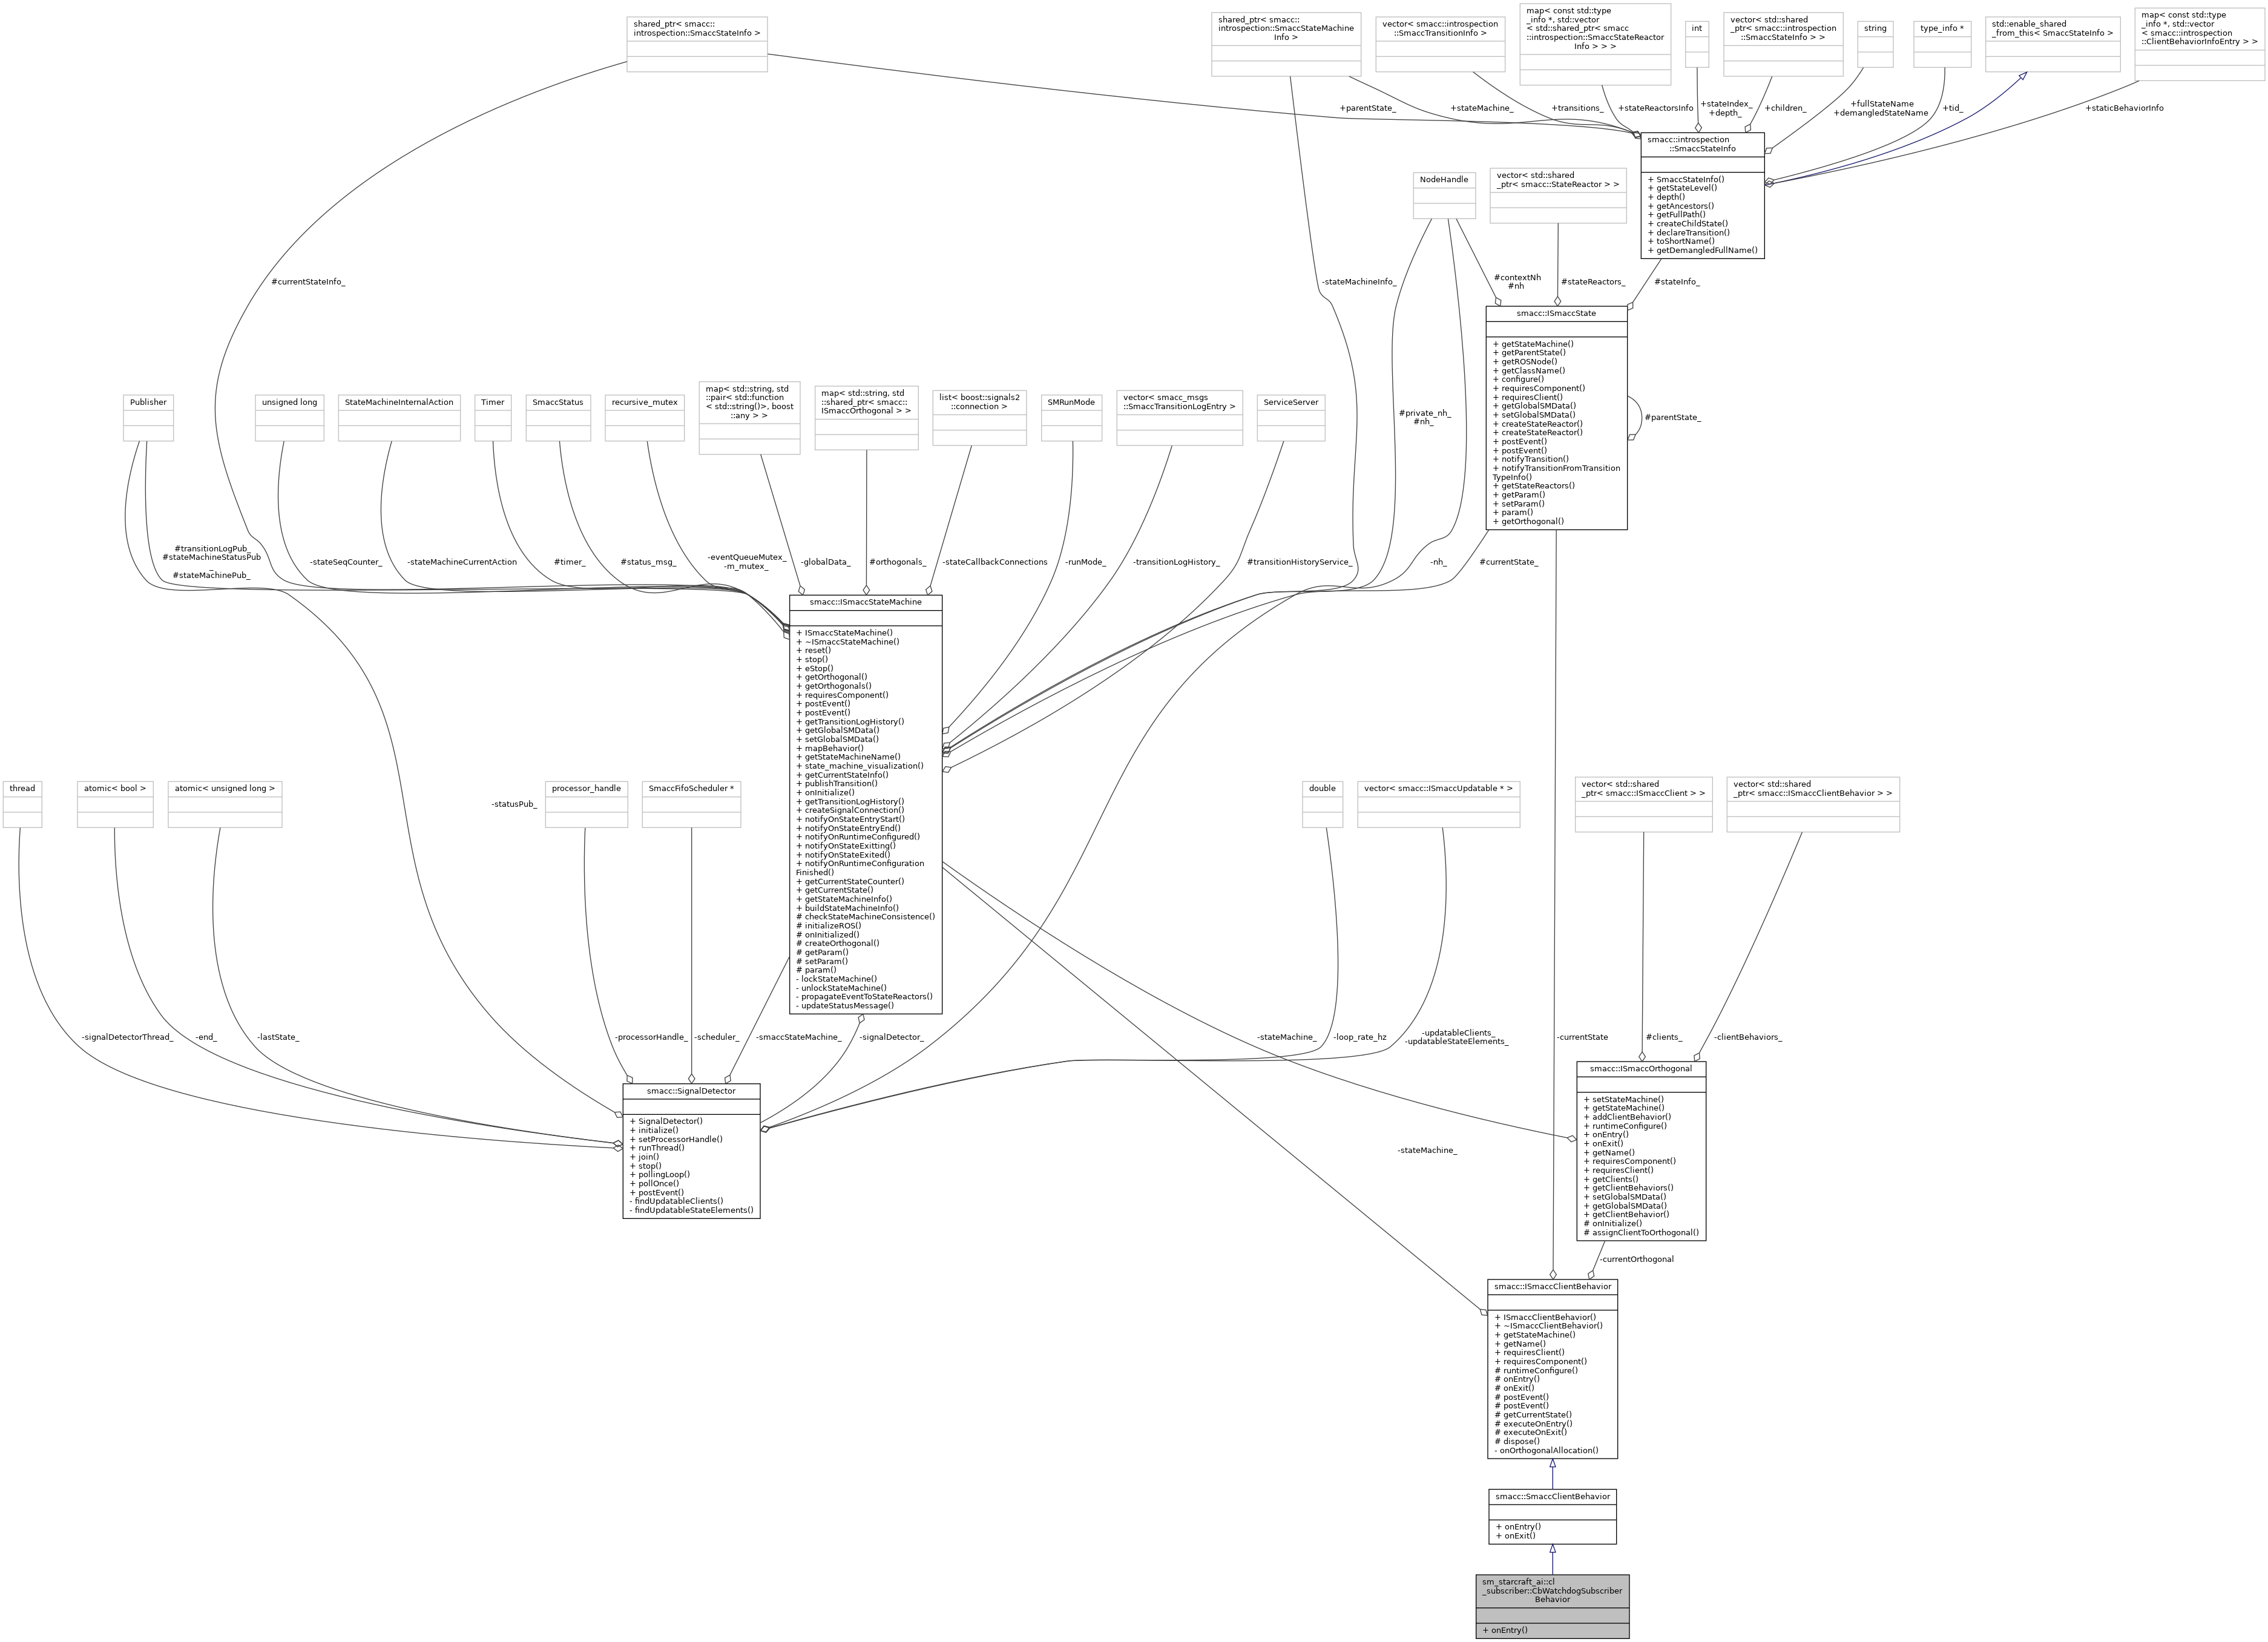 shared_ptr< smacc::
introspection::SmaccStateInfo >
shared_ptr< smacc::
introspection::SmaccStateMachine
Info >
vector< smacc::introspection
::SmaccTransitionInfo >
map< const std::type
_info *, std::vector
< std::shared_ptr< smacc
::introspection::SmaccStateReactor
Info > > >
int
vector< std::shared
_ptr< smacc::introspection
::SmaccStateInfo > >
string
type_info *
std::enable_shared
_from_this< SmaccStateInfo >
map< const std::type
_info *, std::vector
< smacc::introspection
::ClientBehaviorInfoEntry > >
+parentState_
+stateMachine_
+transitions_
+stateReactorsInfo
+stateIndex_
+depth_
+children_
+fullStateName
+demangledStateName
+tid_
+staticBehaviorInfo
smacc::introspection
::SmaccStateInfo
+ SmaccStateInfo()
+ getStateLevel()
+ depth()
+ getAncestors()
+ getFullPath()
+ createChildState()
+ declareTransition()
+ toShortName()
+ getDemangledFullName()
NodeHandle
vector< std::shared
_ptr< smacc::StateReactor > >
#currentStateInfo_
-stateMachineInfo_
#contextNh
#nh
#stateReactors_
#stateInfo_
smacc::ISmaccState
+ getStateMachine()
+ getParentState()
+ getROSNode()
+ getClassName()
+ configure()
+ requiresComponent()
+ requiresClient()
+ getGlobalSMData()
+ setGlobalSMData()
+ createStateReactor()
+ createStateReactor()
+ postEvent()
+ postEvent()
+ notifyTransition()
+ notifyTransitionFromTransition
TypeInfo()
+ getStateReactors()
+ getParam()
+ setParam()
+ param()
+ getOrthogonal()
#parentState_
Publisher
unsigned long
StateMachineInternalAction
Timer
SmaccStatus
recursive_mutex
map< std::string, std
::pair< std::function
< std::string()>, boost
::any > >
map< std::string, std
::shared_ptr< smacc::
ISmaccOrthogonal > >
list< boost::signals2
::connection >
SMRunMode
vector< smacc_msgs
::SmaccTransitionLogEntry >
ServiceServer
#private_nh_
#nh_
#transitionLogPub_
#stateMachineStatusPub
_
#stateMachinePub_
-stateSeqCounter_
-stateMachineCurrentAction
#timer_
#status_msg_
-eventQueueMutex_
-m_mutex_
-globalData_
#orthogonals_
-stateCallbackConnections
-runMode_
-transitionLogHistory_
#transitionHistoryService_
-nh_
#currentState_
smacc::ISmaccStateMachine
+ ISmaccStateMachine()
+ ~ISmaccStateMachine()
+ reset()
+ stop()
+ eStop()
+ getOrthogonal()
+ getOrthogonals()
+ requiresComponent()
+ postEvent()
+ postEvent()
+ getTransitionLogHistory()
+ getGlobalSMData()
+ setGlobalSMData()
+ mapBehavior()
+ getStateMachineName()
+ state_machine_visualization()
+ getCurrentStateInfo()
+ publishTransition()
+ onInitialize()
+ getTransitionLogHistory()
+ createSignalConnection()
+ notifyOnStateEntryStart()
+ notifyOnStateEntryEnd()
+ notifyOnRuntimeConfigured()
+ notifyOnStateExitting()
+ notifyOnStateExited()
+ notifyOnRuntimeConfiguration
Finished()
+ getCurrentStateCounter()
+ getCurrentState()
+ getStateMachineInfo()
+ buildStateMachineInfo()
# checkStateMachineConsistence()
# initializeROS()
# onInitialized()
# createOrthogonal()
# getParam()
# setParam()
# param()
- lockStateMachine()
- unlockStateMachine()
- propagateEventToStateReactors()
- updateStatusMessage()
thread
atomic< bool >
atomic< unsigned long >
-statusPub_
processor_handle
SmaccFifoScheduler *
double
vector< smacc::ISmaccUpdatable * >
vector< std::shared
_ptr< smacc::ISmaccClient > >
vector< std::shared
_ptr< smacc::ISmaccClientBehavior > >
-signalDetectorThread_
-end_
-lastState_
-processorHandle_
-scheduler_
-smaccStateMachine_
-signalDetector_
-stateMachine_
-loop_rate_hz
-updatableClients_
-updatableStateElements_
-currentState
#clients_
-clientBehaviors_
smacc::SignalDetector
+ SignalDetector()
+ initialize()
+ setProcessorHandle()
+ runThread()
+ join()
+ stop()
+ pollingLoop()
+ pollOnce()
+ postEvent()
- findUpdatableClients()
- findUpdatableStateElements()
smacc::ISmaccOrthogonal
+ setStateMachine()
+ getStateMachine()
+ addClientBehavior()
+ runtimeConfigure()
+ onEntry()
+ onExit()
+ getName()
+ requiresComponent()
+ requiresClient()
+ getClients()
+ getClientBehaviors()
+ setGlobalSMData()
+ getGlobalSMData()
+ getClientBehavior()
# onInitialize()
# assignClientToOrthogonal()
-stateMachine_
-currentOrthogonal
smacc::ISmaccClientBehavior
+ ISmaccClientBehavior()
+ ~ISmaccClientBehavior()
+ getStateMachine()
+ getName()
+ requiresClient()
+ requiresComponent()
# runtimeConfigure()
# onEntry()
# onExit()
# postEvent()
# postEvent()
# getCurrentState()
# executeOnEntry()
# executeOnExit()
# dispose()
- onOrthogonalAllocation()
smacc::SmaccClientBehavior
+ onEntry()
+ onExit()
sm_starcraft_ai::cl
_subscriber::CbWatchdogSubscriber
Behavior
+ onEntry()